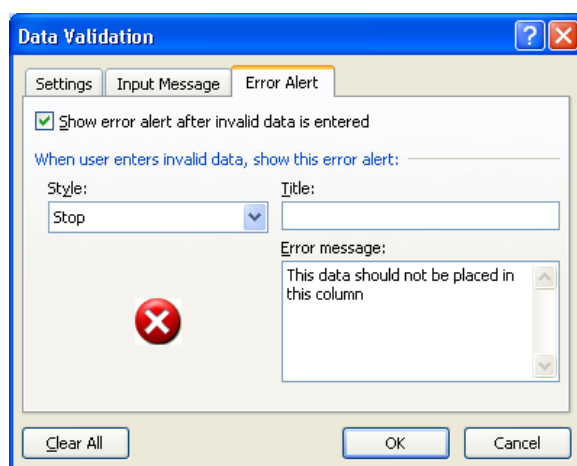 Data Validation
Settings
Input Message
Error Alert
Show error alert after invalid data is entered
When user enters invalid data, show this error alert:
Style:
Title:
Stop
Error message:
This data should not be placed in
this column
Clear All
OK
Cancel